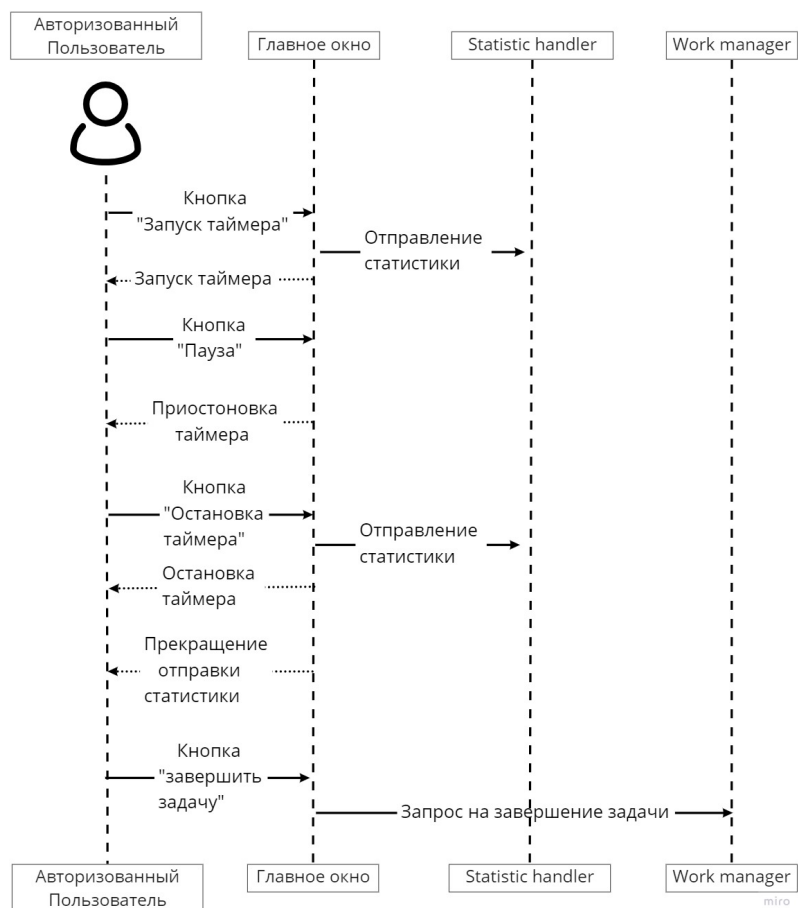 Авторизованный
Пользователь
Главное окно
Statistic handler
Work manager
Кнопка
"Запуск таймера"
Отправление
статистики
Запуск таймера
Кнопка
"Пауза"
Приостоновка
таймера
Кнопка
"Остановка
таймера"
Отправление
статистики
Остановка
таймера
Прекращение
отправки
статистики
Кнопка
"завершить
задачу"
Запрос на завершение задачи
Авторизованный
Пользователь
Главное окно
Statistic handler
Work manager
miro